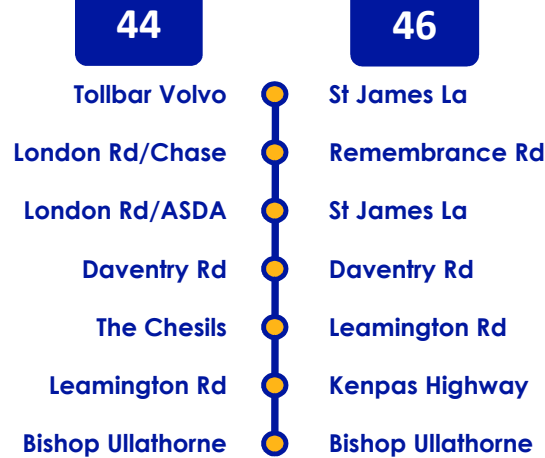 44 46
Tollbar Volvo St James La
London Rd/Chase Remembrance Rd
London Rd/ASDA St James La
Daventry Rd Daventry Rd
The Chesils Leamington Rd
Leamington Rd Kenpas Highway
Bishop Ullathorne Bishop Ullathorne